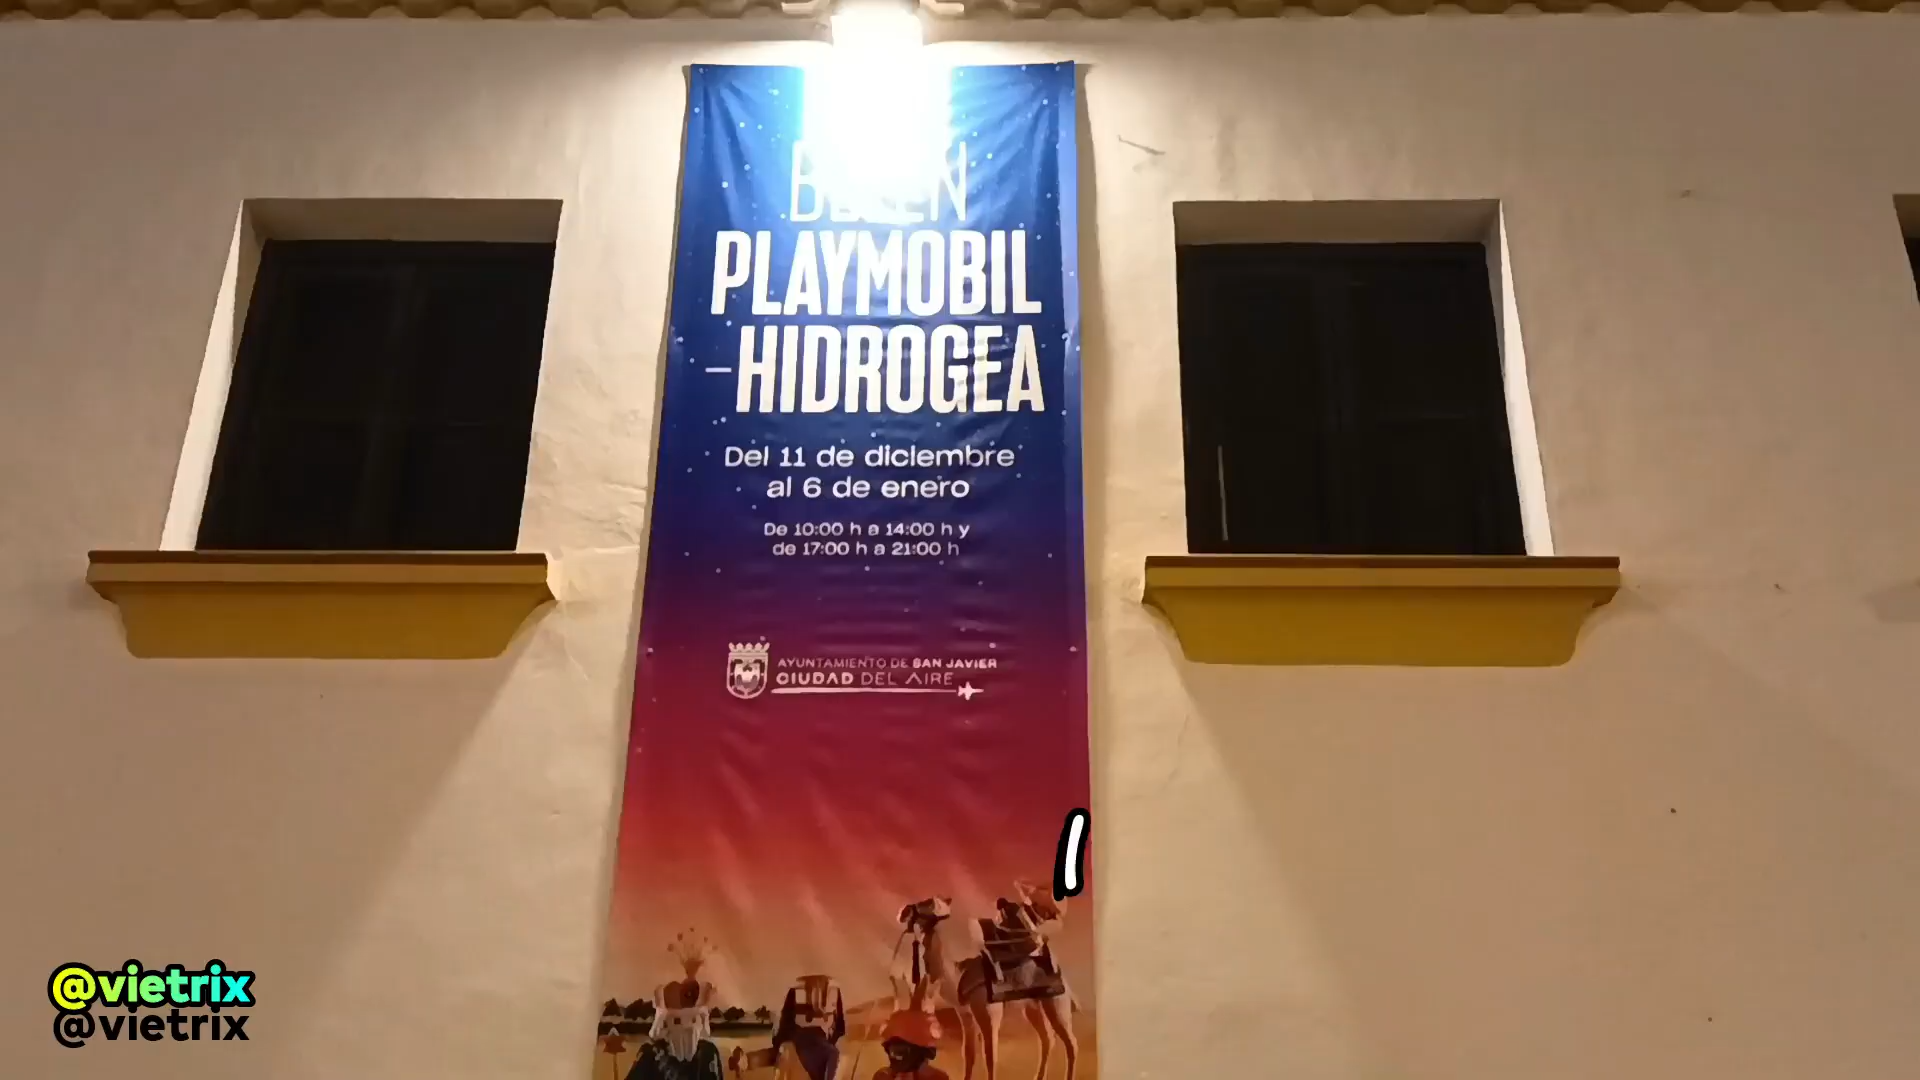 BELÉN
PLAYMOBIL
-HIDROGEA
Del 11 de diciembre
al 6 de enero
De 10:00 h a 14:00 h y
de 17:00 h a 21:00 h
AYUNTAMIENTO DE SAN JAVIER
CIUDAD DEL AIRE
@vietrix
@vietrix